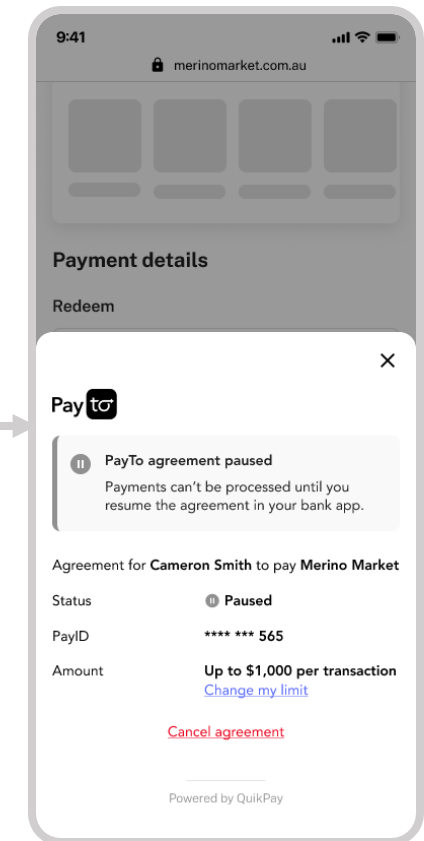 9:41
merinomarket.com.au
Payment details
Redeem
Pay to
PayTo agreement paused
Payments can't be processed until you
resume the agreement in your bank app.
Agreement for Cameron Smith to pay Merino Market
Status Paused
PayID **** *** 565
Amount Up to $1,000 per transaction
Change my limit
Cancel agreement
Powered by QuikPay